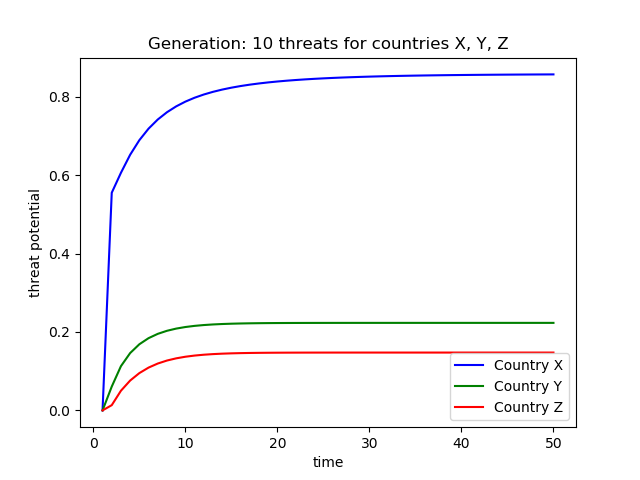 Generation: 10 threats for countries X, Y, Z
threat potential
0.8
0.6
0.4
0.2
0.0
Country X
Country Y
Country Z
0
10
20
30
40
50
time